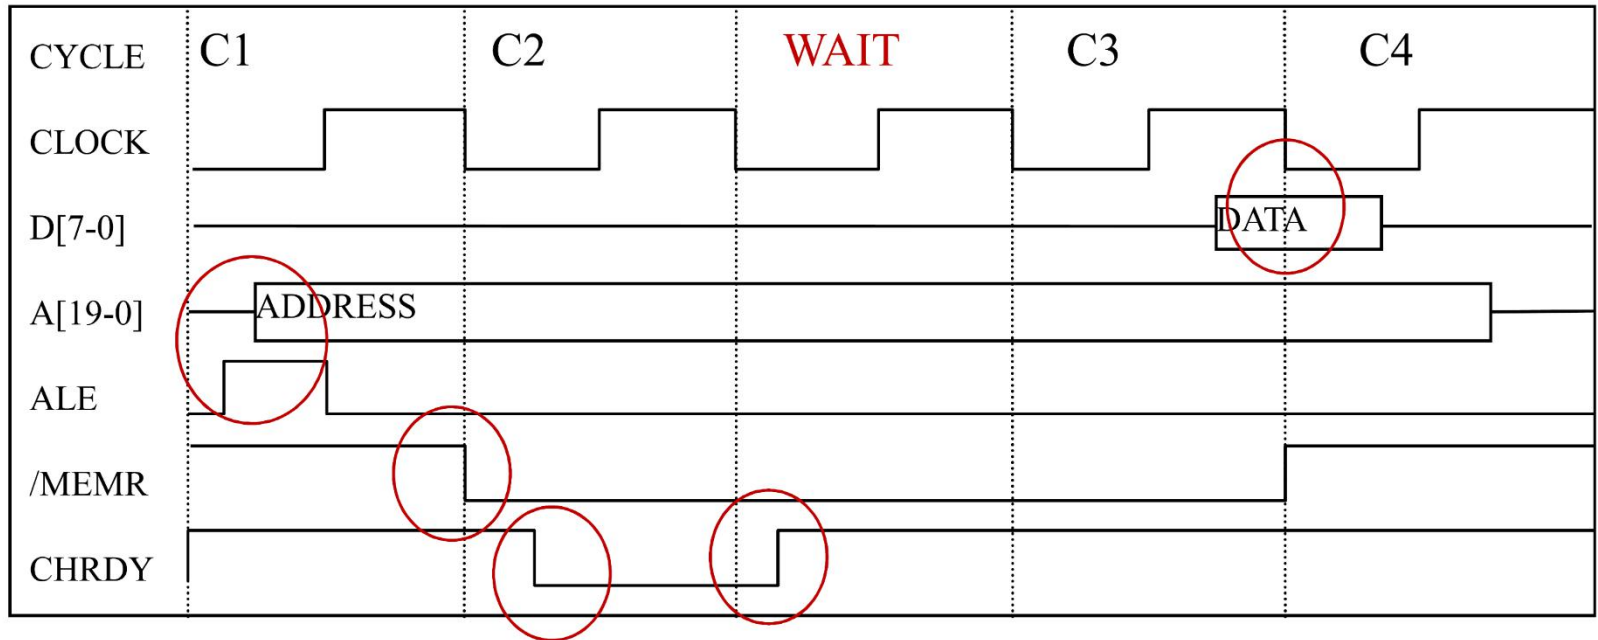 CYCLE C1 C2 WAIT C3 C4
CLOCK
D[7-0] DATA
A[19-0] ADDRESS
ALE
/MEMR
CHRDY